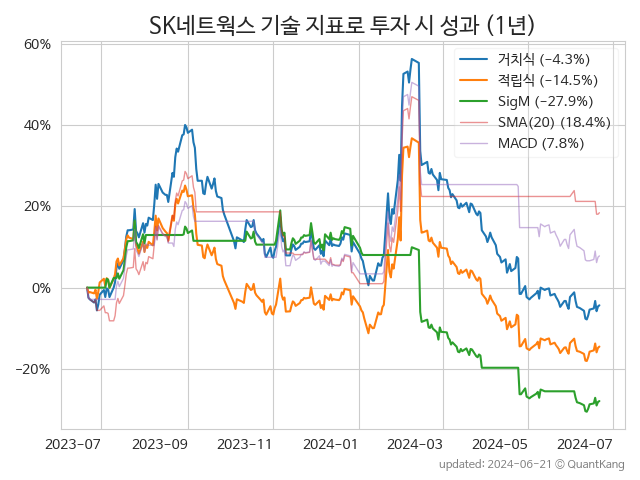 SK네트웍스 기술 지표로 투자 시 성과 (1년)
60%
40%
20%
0%
−20%
거치식 (-4.3%)
적립식 (-14.5%)
SigM (-27.9%)
SMA(20) (18.4%)
MACD (7.8%)
2023-07 2023-09 2023-11 2024-01 2024-03 2024-05 2024-07
updated: 2024-06-21 © QuantKang